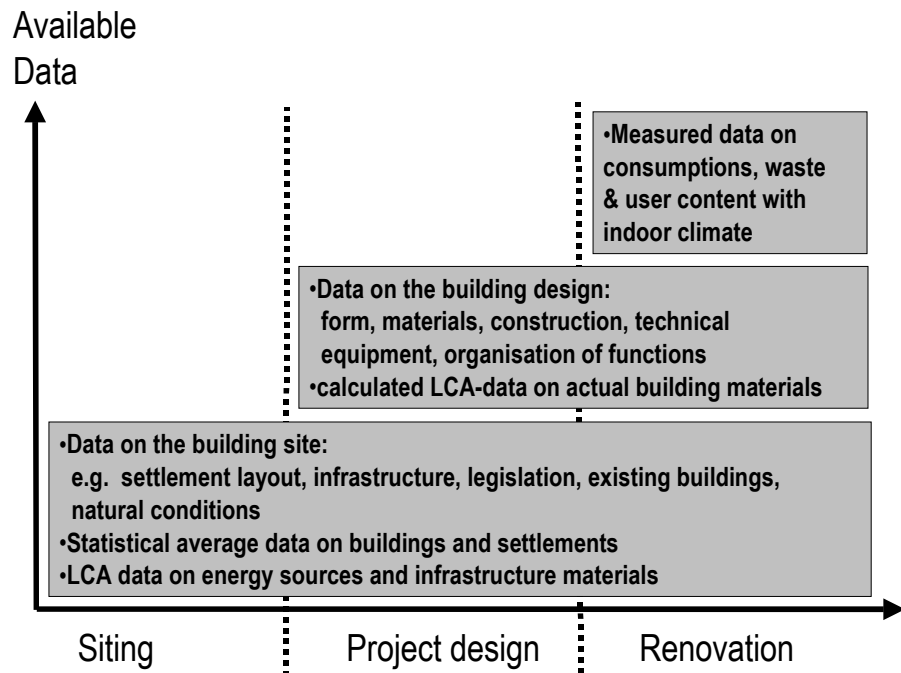 Available
Data
•Measured data on
consumptions, waste
& user content with
indoor climate
•Data on the building design:
form, materials, construction, technical
equipment, organisation of functions
•calculated LCA-data on actual building materials
•Data on the building site:
e.g. settlement layout, infrastructure, legislation, existing buildings,
natural conditions
•Statistical average data on buildings and settlements
•LCA data on energy sources and infrastructure materials
Siting
Project design
Renovation